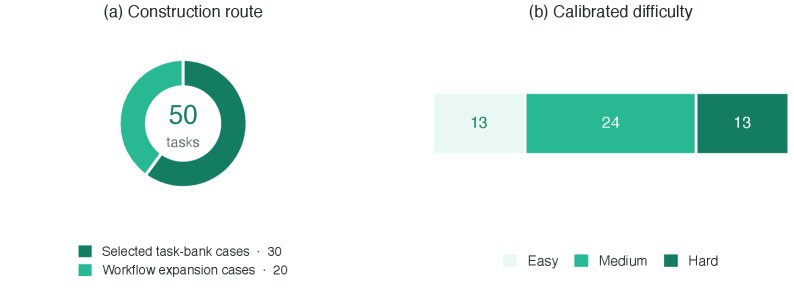 (a) Construction route
50
tasks
Selected task-bank cases · 30
Workflow expansion cases · 20
(b) Calibrated difficulty
13 24 13
Easy Medium Hard